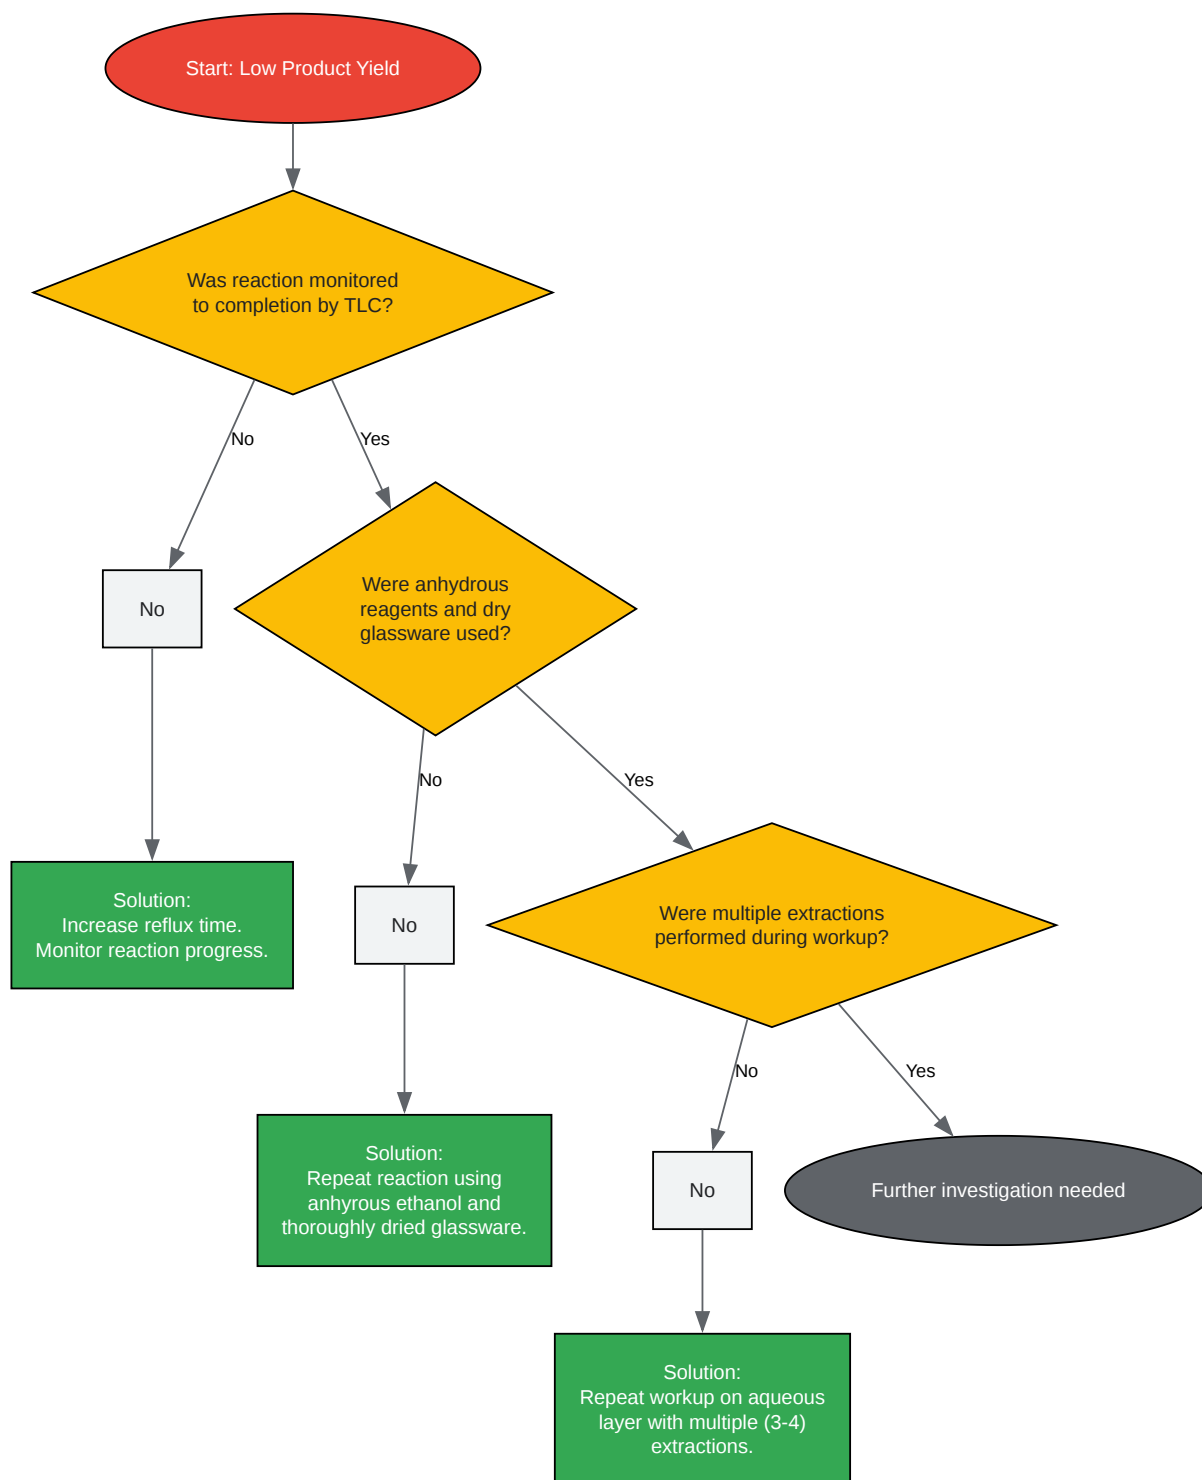 Start: Low Product Yield
Was reaction monitored
to completion by TLC?
No
Yes
Were anhydrous
reagents and dry
glassware used?
No
No
Yes
Solution:
Increase reflux time.
Monitor reaction progress.
No
Were multiple extractions
performed during workup?
No
Yes
Solution:
Repeat reaction using
anhyrous ethanol and
thoroughly dried glassware.
No
Further investigation needed
Solution:
Repeat workup on aqueous
layer with multiple (3-4)
extractions.